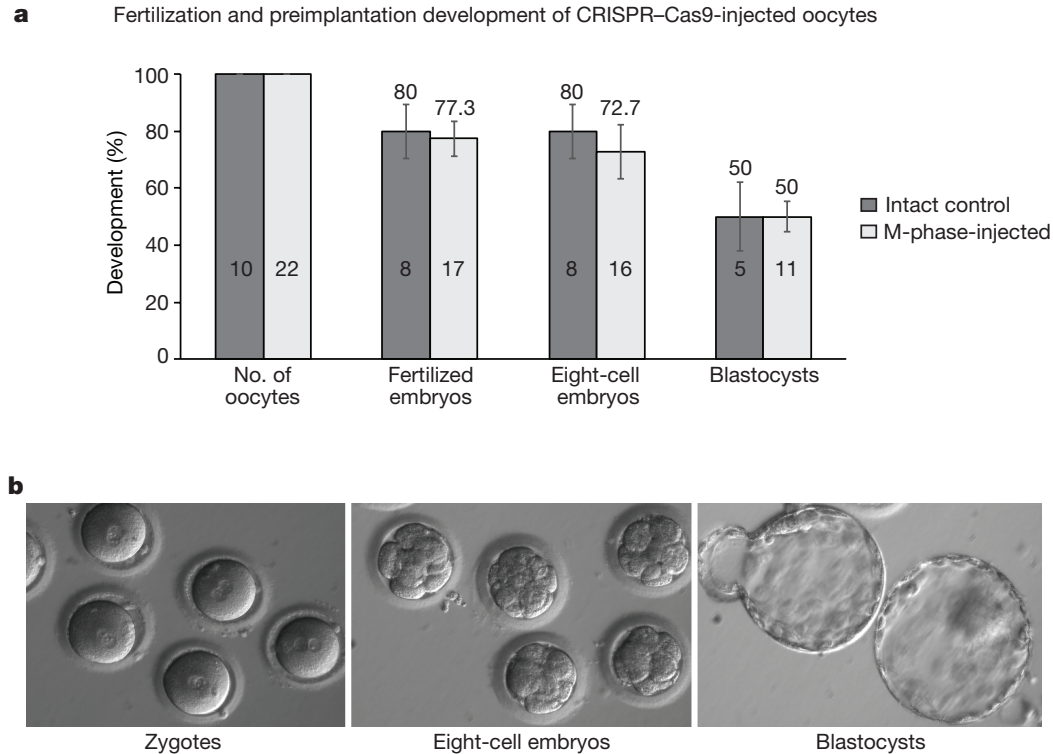 a Fertilization and preimplantation development of CRISPR–Cas9-injected oocytes
Development (%)
100
80
60
40
20
0
80
77.3
80
72.7
50
50
10
22
8
17
8
16
5
11
No. of
oocytes
Fertilized
embryos
Eight-cell
embryos
Blastocysts
Intact control
M-phase-injected
b
Zygotes
Eight-cell embryos
Blastocysts